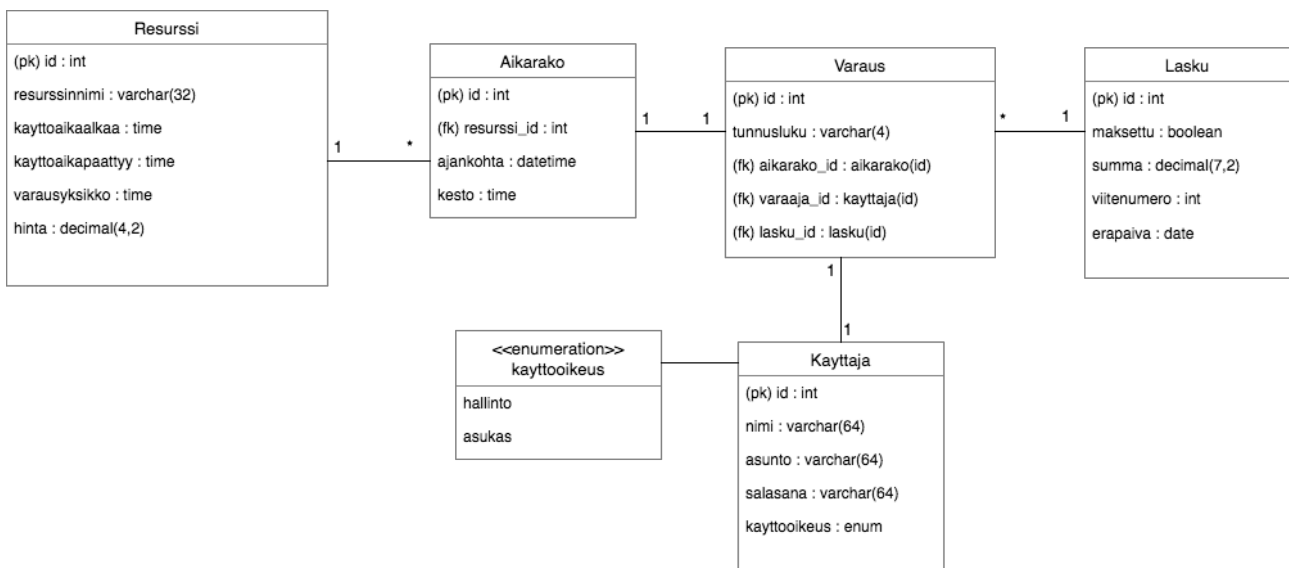 Resurssi
(pk) id : int
resurssinnimi : varchar(32)
kayttoaikaalkaa : time
kayttoaikapaattyy : time
varausyksikko : time
hinta : decimal(4,2)
1
*
Aikarako
(pk) id : int
(fk) resurssi_id : int
ajankohta : datetime
kesto : time
1
1
Varaus
(pk) id : int
tunnusluku : varchar(4)
(fk) aikarako_id : aikarako(id)
(fk) varaaja_id : kayttaja(id)
(fk) lasku_id : lasku(id)
*
1
Lasku
(pk) id : int
maksettu : boolean
summa : decimal(7,2)
viitenumero : int
erapaiva : date
1
1
<<enumeration>>
kayttooikeus
hallinto
asukas
Kayttaja
(pk) id : int
nimi : varchar(64)
asunto : varchar(64)
salasana : varchar(64)
kayttooikeus : enum